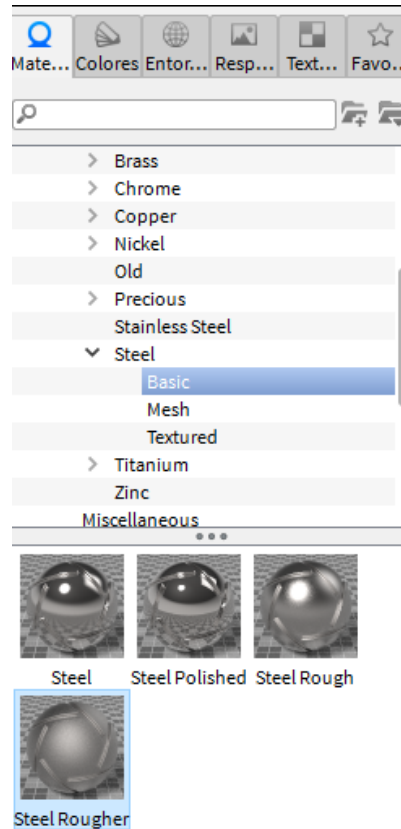 Mate... Colores Entor... Resp... Text... Favo...
Brass
Chrome
Copper
Nickel
Old
Precious
Stainless Steel
Steel
Basic
Mesh
Textured
Titanium
Zinc
Miscellaneous
Steel Steel Polished Steel Rough
Steel Rougher